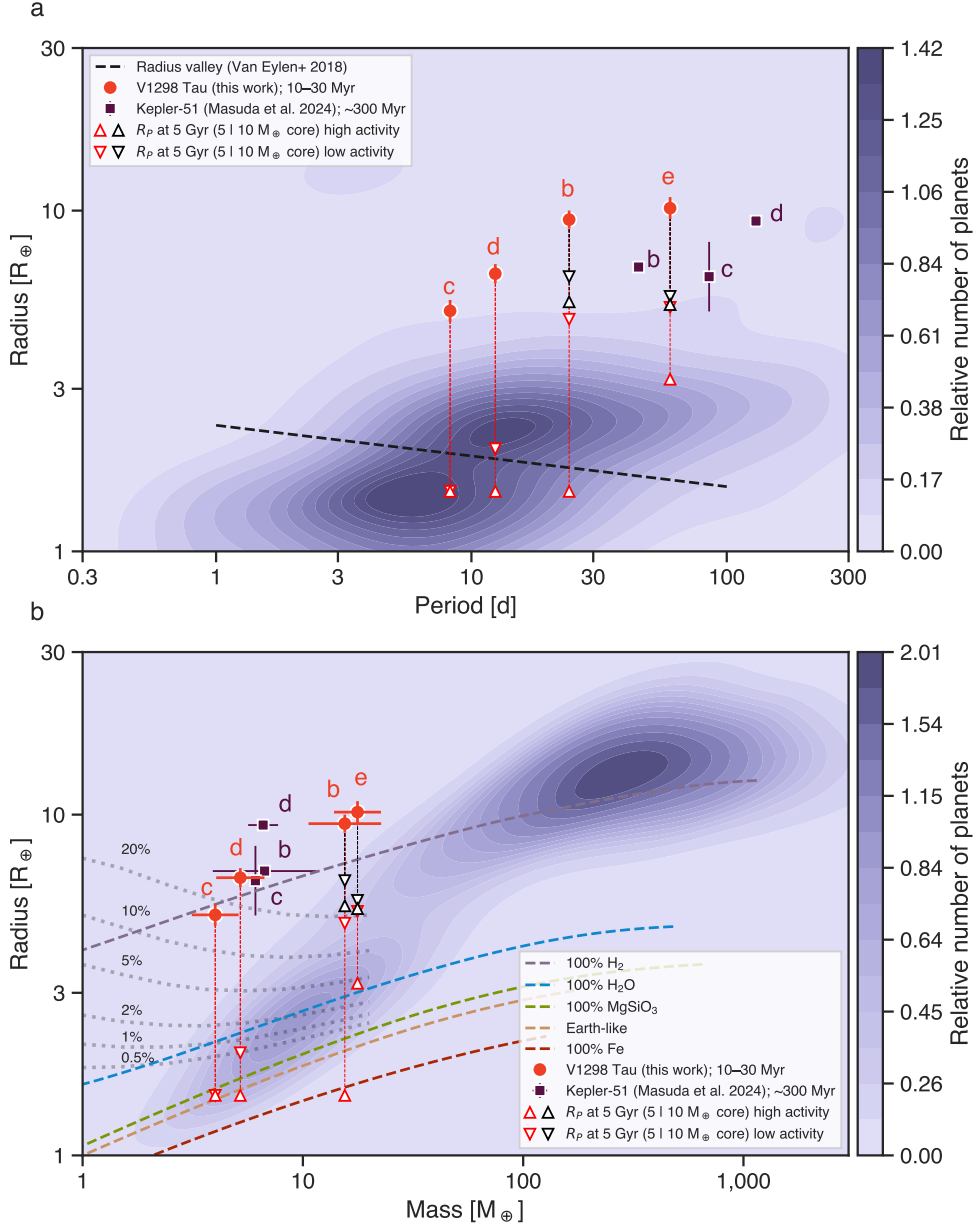 a
30
10
3
1
Radius [R⊕]
Radius valley (Van Eylen+ 2018)
V1298 Tau (this work); 10–30 Myr
Kepler-51 (Masuda et al. 2024); ~300 Myr
R_P at 5 Gyr (5 | 10 M⊕ core) high activity
R_P at 5 Gyr (5 | 10 M⊕ core) low activity
c
d
b
e
b
c
d
0.3
1
3
10
30
100
300
Period [d]
1.42
1.25
1.06
0.84
0.61
0.38
0.17
0.00
Relative number of planets
b
30
10
3
1
Radius [R⊕]
20%
10%
5%
2%
1%
0.5%
c
d
b
e
d
b
c
100% H₂
100% H₂O
100% MgSiO₃
Earth-like
100% Fe
V1298 Tau (this work); 10–30 Myr
Kepler-51 (Masuda et al. 2024); ~300 Myr
R_P at 5 Gyr (5 | 10 M⊕ core) high activity
R_P at 5 Gyr (5 | 10 M⊕ core) low activity
1
10
100
1,000
Mass [M⊕]
2.01
1.54
1.15
0.84
0.64
0.45
0.26
0.00
Relative number of planets